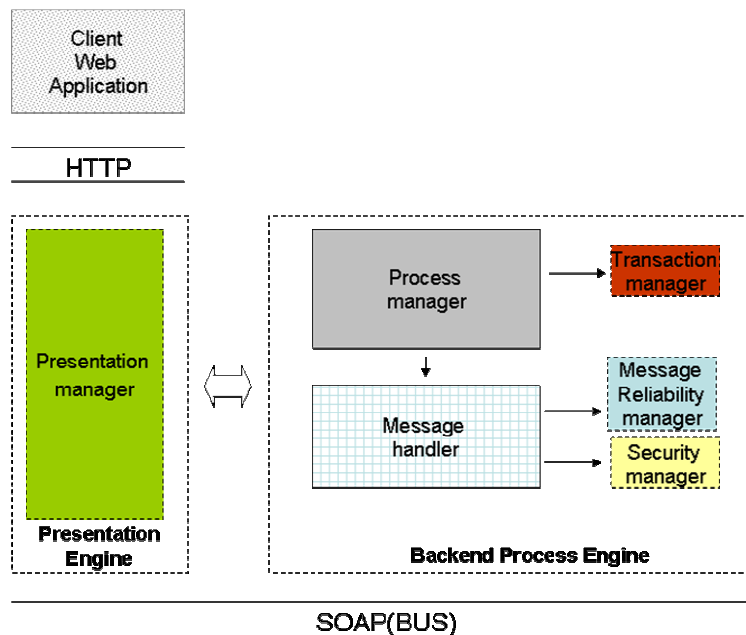 Client
Web
Application
HTTP
Presentation
manager
Presentation
Engine
Process
manager
Transaction
manager
Message
handler
Message
Reliability
manager
Security
manager
Backend Process Engine
SOAP(BUS)